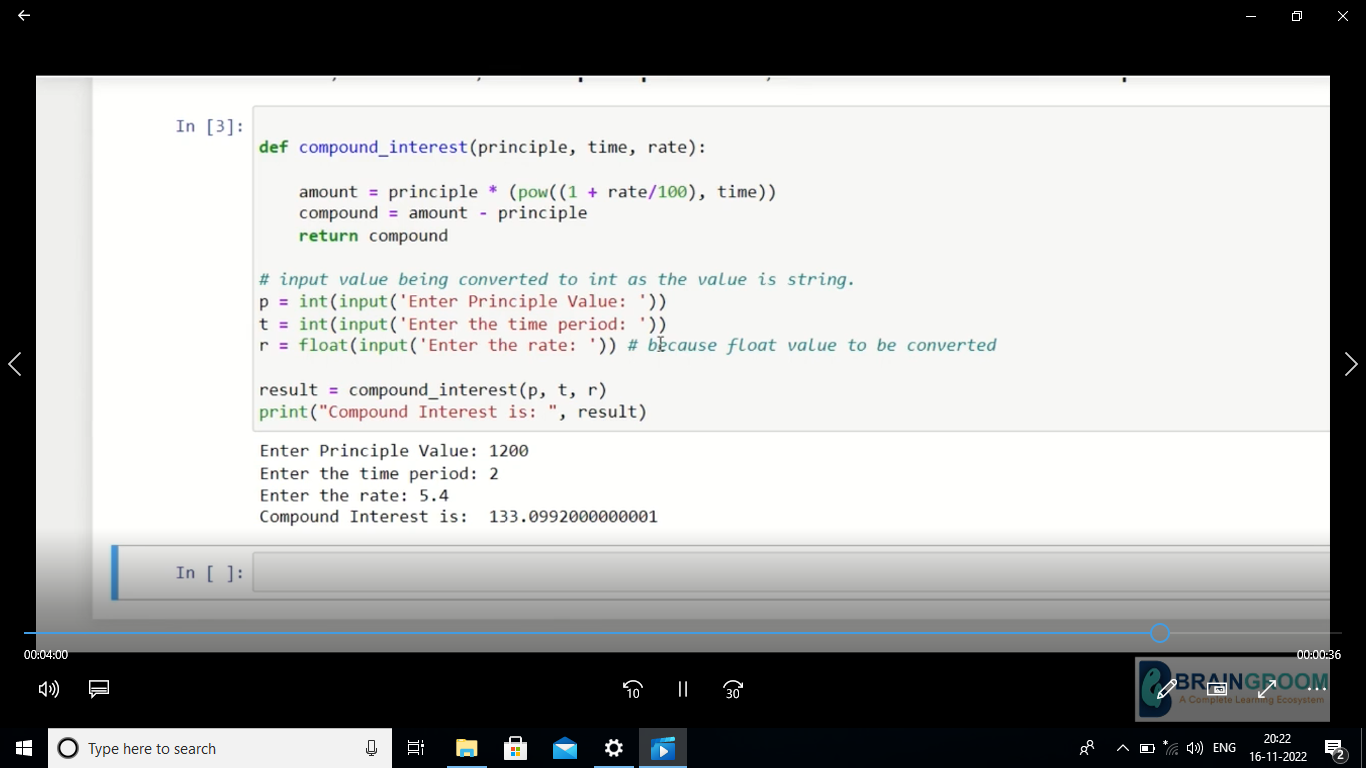 In [3]:
def compound_interest(principle, time, rate):
amount = principle * (pow((1 + rate/100), time))
compound = amount - principle
return compound
# input value being converted to int as the value is string.
p = int(input('Enter Principle Value: '))
t = int(input('Enter the time period: '))
r = float(input('Enter the rate: ')) # because float value to be converted
result = compound_interest(p, t, r)
print("Compound Interest is: ", result)
Enter Principle Value: 1200
Enter the time period: 2
Enter the rate: 5.4
Compound Interest is:  133.0992000000001
In [ ]:
00:04:00
00:00:36
10
30
BRAINGROOM
A Complete Learning Ecosystem
Type here to search
ENG
20:22
16-11-2022
2